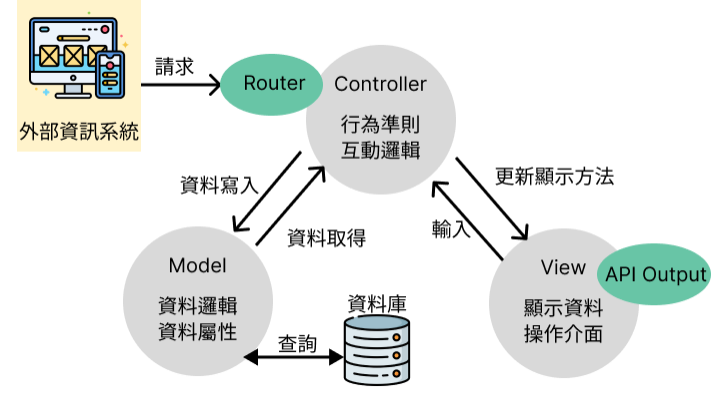 外部資訊系統
請求
Router
Controller
行為準則
互動邏輯
資料寫入
資料取得
更新顯示方法
輸入
Model
資料邏輯
資料屬性
查詢
資料庫
View
顯示資料
操作介面
API Output